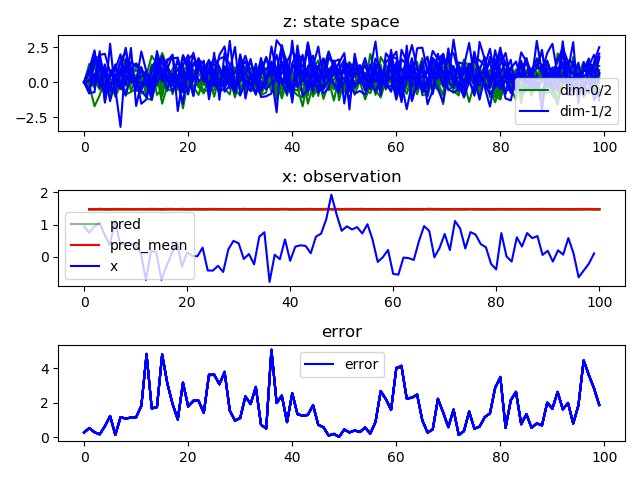 z: state space
2.5
0.0
−2.5
dim-0/2
dim-1/2
0 20 40 60 80 100
x: observation
2
1
0
pred
pred_mean
x
0 20 40 60 80 100
error
4
2
0
error
0 20 40 60 80 100